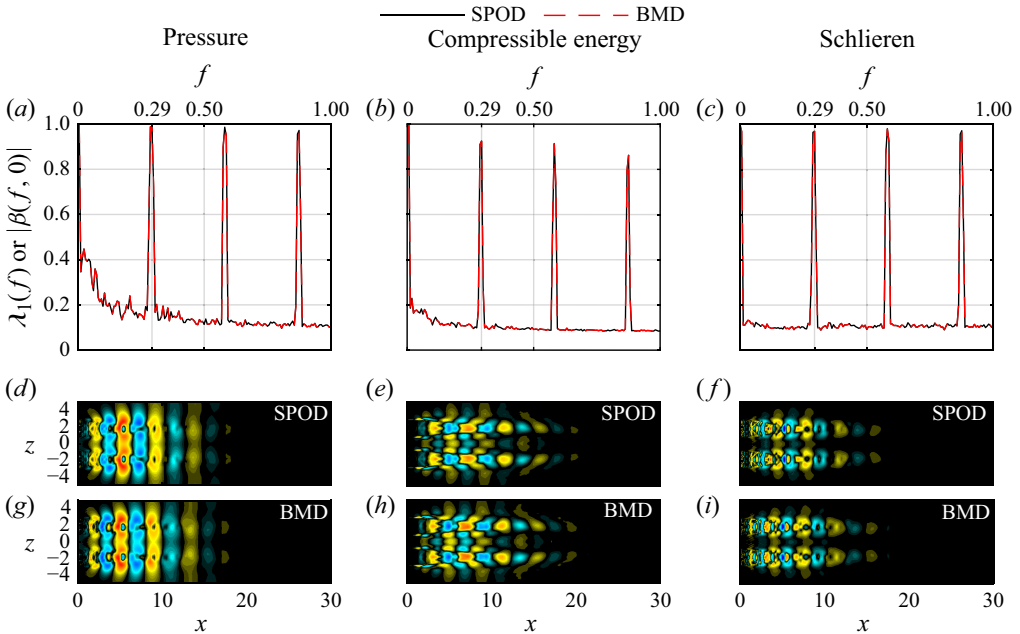 SPOD BMD
Pressure Compressible energy Schlieren
f f f
(a) 0 0.29 0.50 1.00 (b) 0 0.29 0.50 1.00 (c) 0 0.29 0.50 1.00
1.0
0.8
0.6
0.4
0.2
0
λ1(f) or |β(f, 0)|
(d) (e) (f)
SPOD SPOD SPOD
4
2
0
−2
−4
z
(g) (h) (i)
BMD BMD BMD
4
2
0
−2
−4
z
0 10 20 30 0 10 20 30 0 10 20 30
x x x